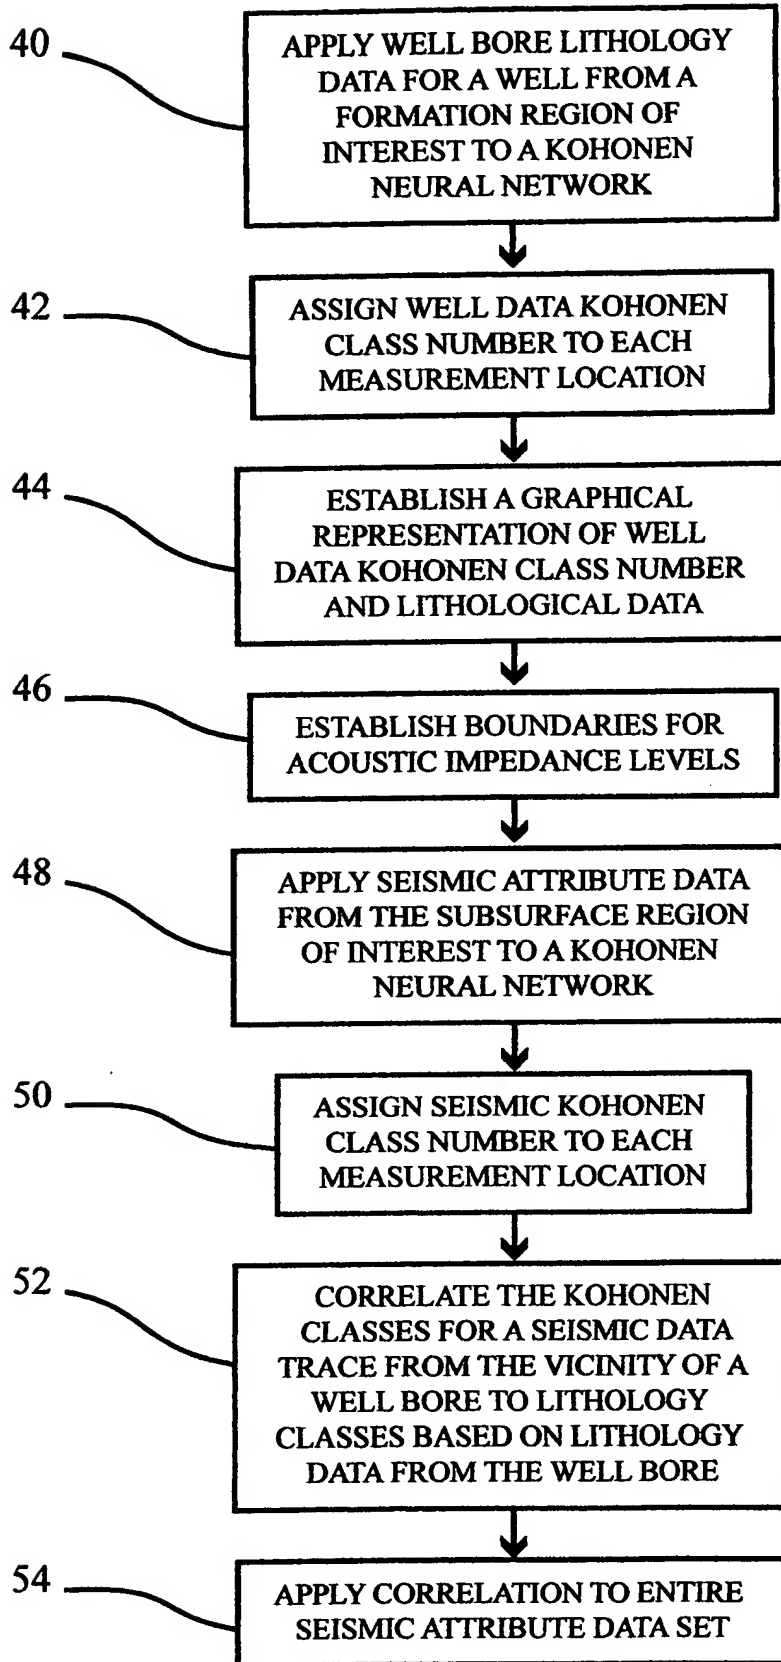 40
APPLY WELL BORE LITHOLOGY
DATA FOR A WELL FROM A
FORMATION REGION OF
INTEREST TO A KOHONEN
NEURAL NETWORK
42
ASSIGN WELL DATA KOHONEN
CLASS NUMBER TO EACH
MEASUREMENT LOCATION
44
ESTABLISH A GRAPHICAL
REPRESENTATION OF WELL
DATA KOHONEN CLASS NUMBER
AND LITHOLOGICAL DATA
46
ESTABLISH BOUNDARIES FOR
ACOUSTIC IMPEDANCE LEVELS
48
APPLY SEISMIC ATTRIBUTE DATA
FROM THE SUBSURFACE REGION
OF INTEREST TO A KOHONEN
NEURAL NETWORK
50
ASSIGN SEISMIC KOHONEN
CLASS NUMBER TO EACH
MEASUREMENT LOCATION
52
CORRELATE THE KOHONEN
CLASSES FOR A SEISMIC DATA
TRACE FROM THE VICINITY OF A
WELL BORE TO LITHOLOGY
CLASSES BASED ON LITHOLOGY
DATA FROM THE WELL BORE
54
APPLY CORRELATION TO ENTIRE
SEISMIC ATTRIBUTE DATA SET